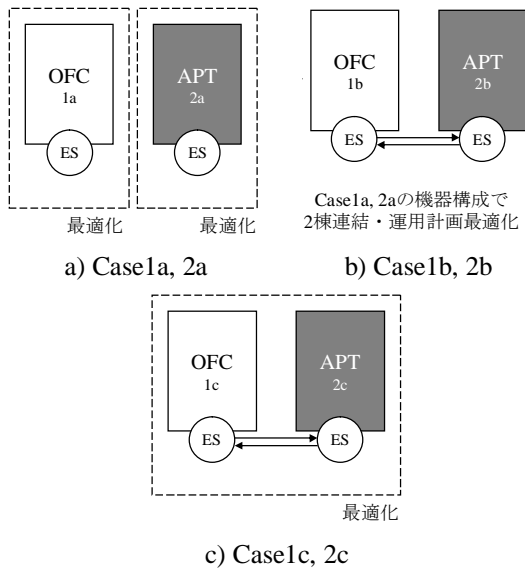 OFC
1a
ES
APT
2a
ES
最適化
最適化
a) Case1a, 2a
OFC
1b
ES
APT
2b
ES
Case1a, 2aの機器構成で
2棟連結・運用計画最適化
b) Case1b, 2b
OFC
1c
ES
APT
2c
ES
最適化
c) Case1c, 2c